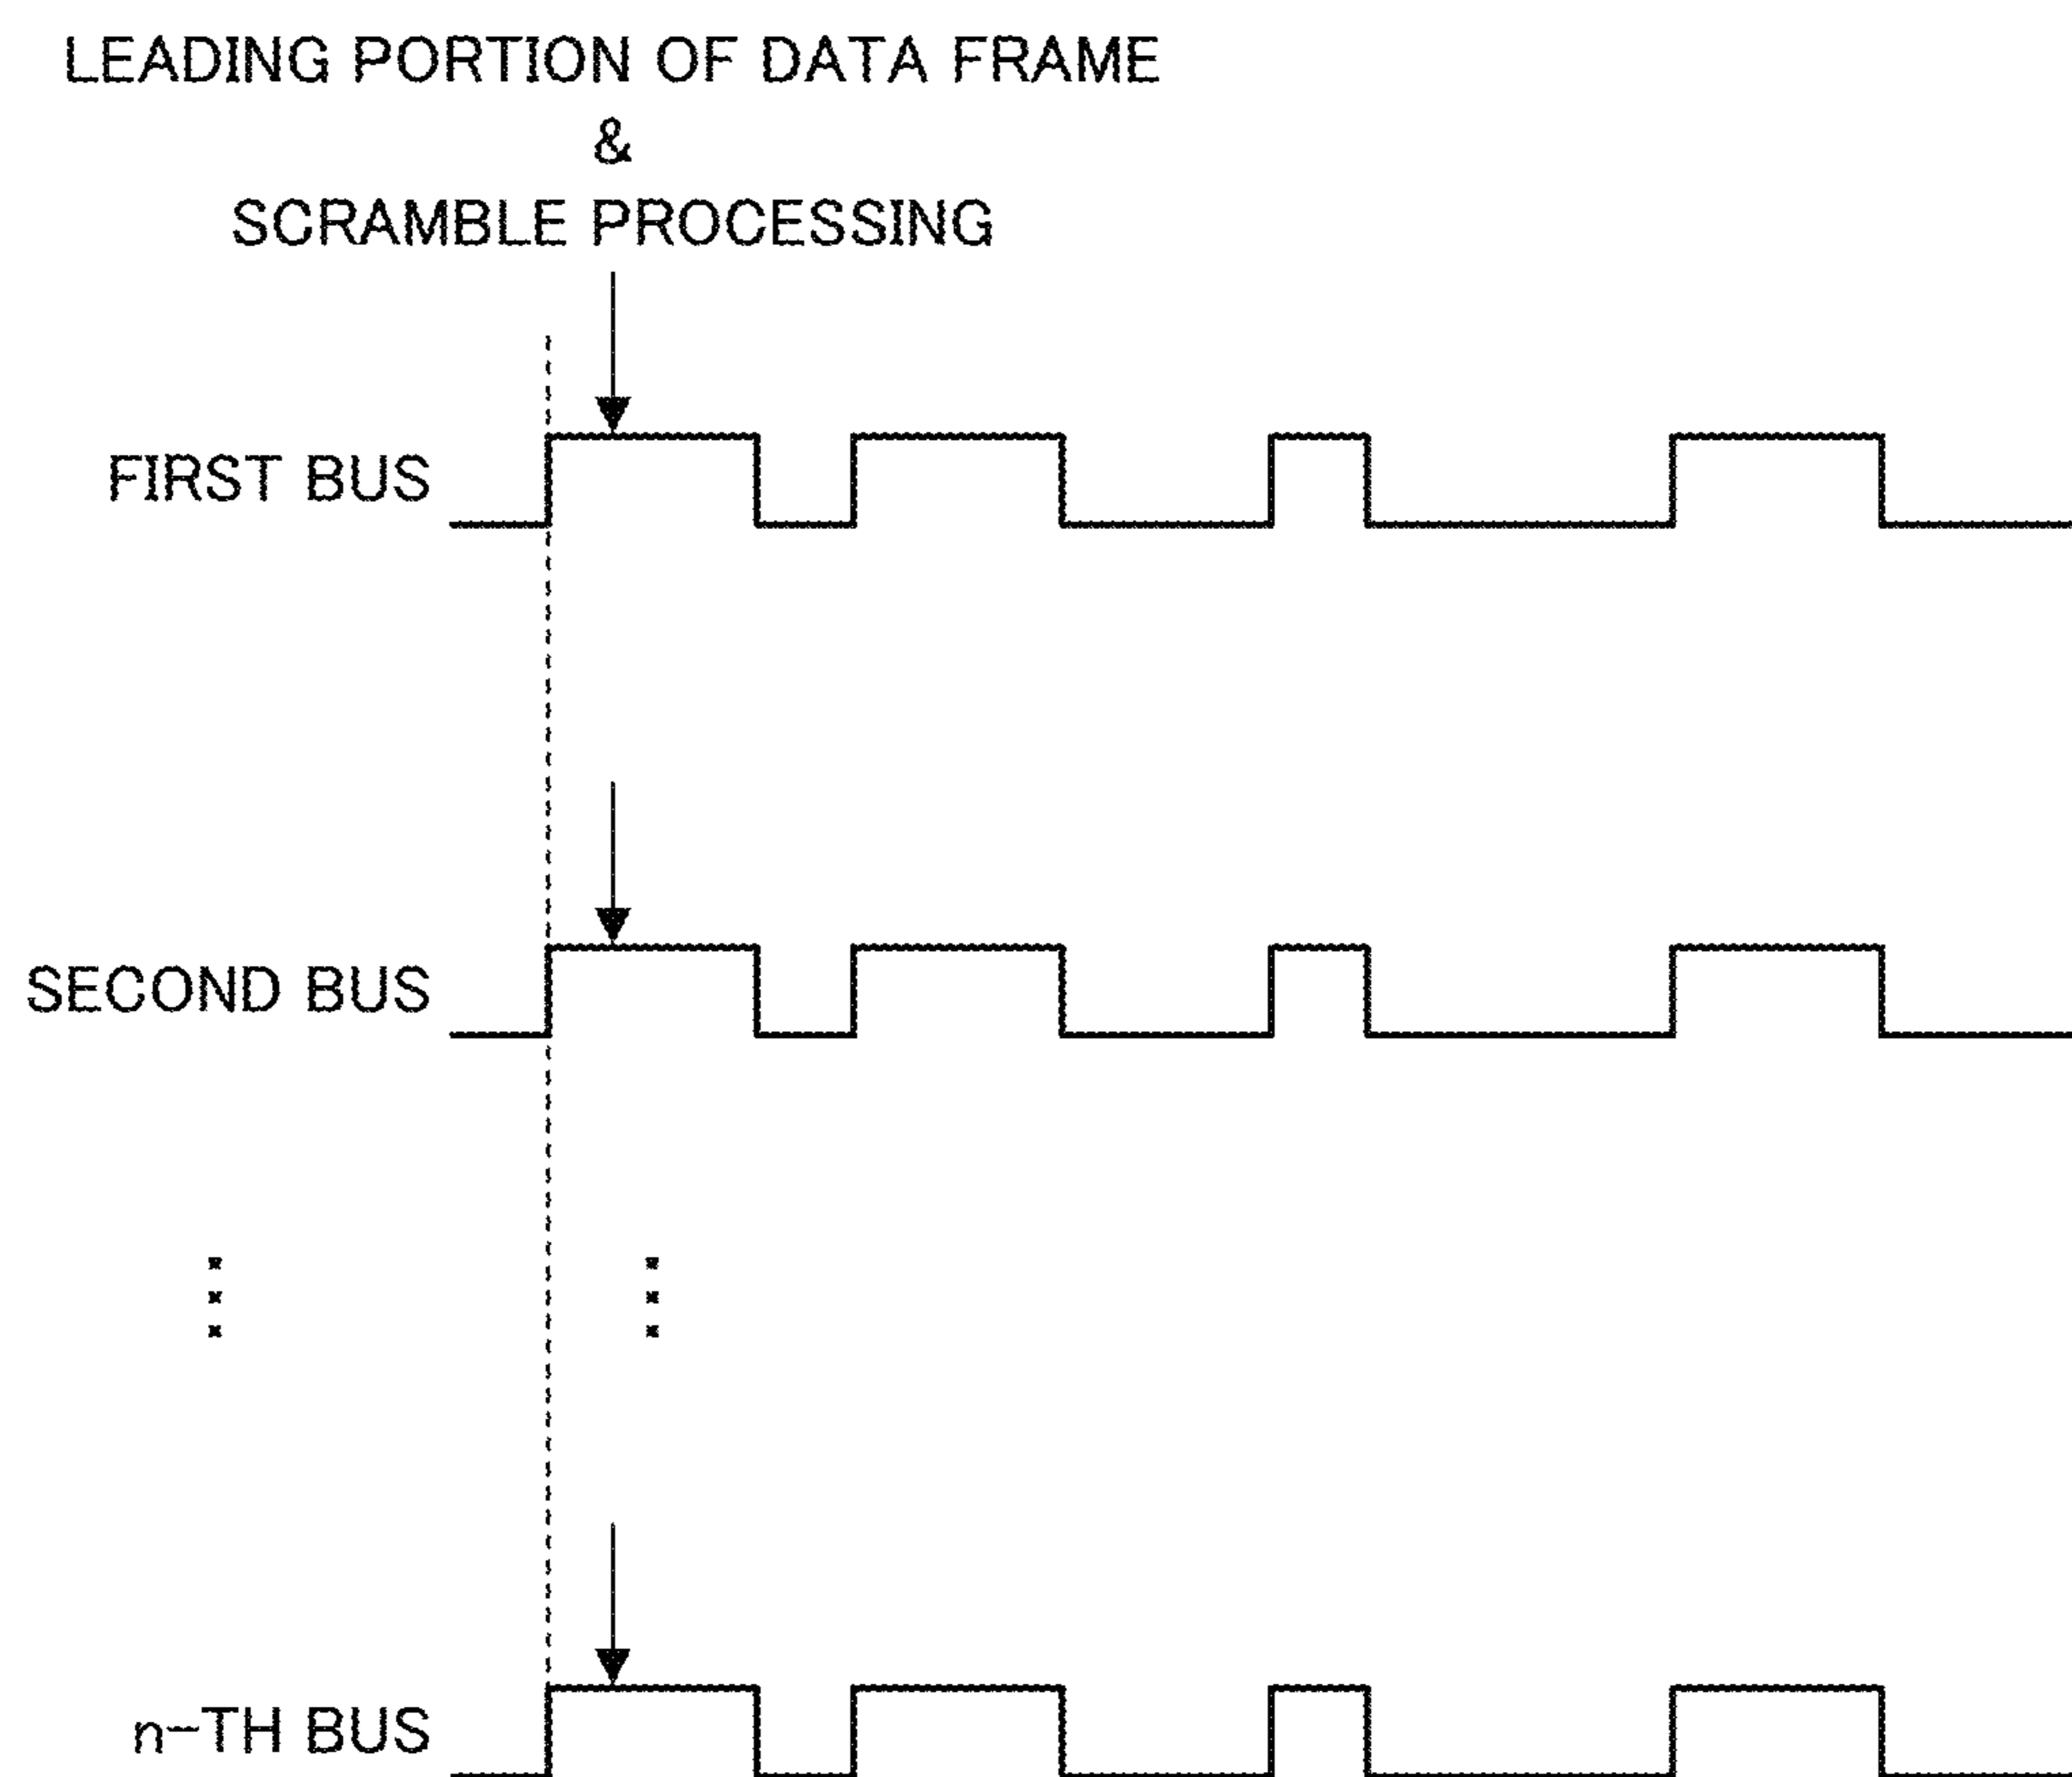 LEADING PORTION OF DATA FRAME
&
SCRAMBLE PROCESSING
FIRST BUS
SECOND BUS
n-TH BUS